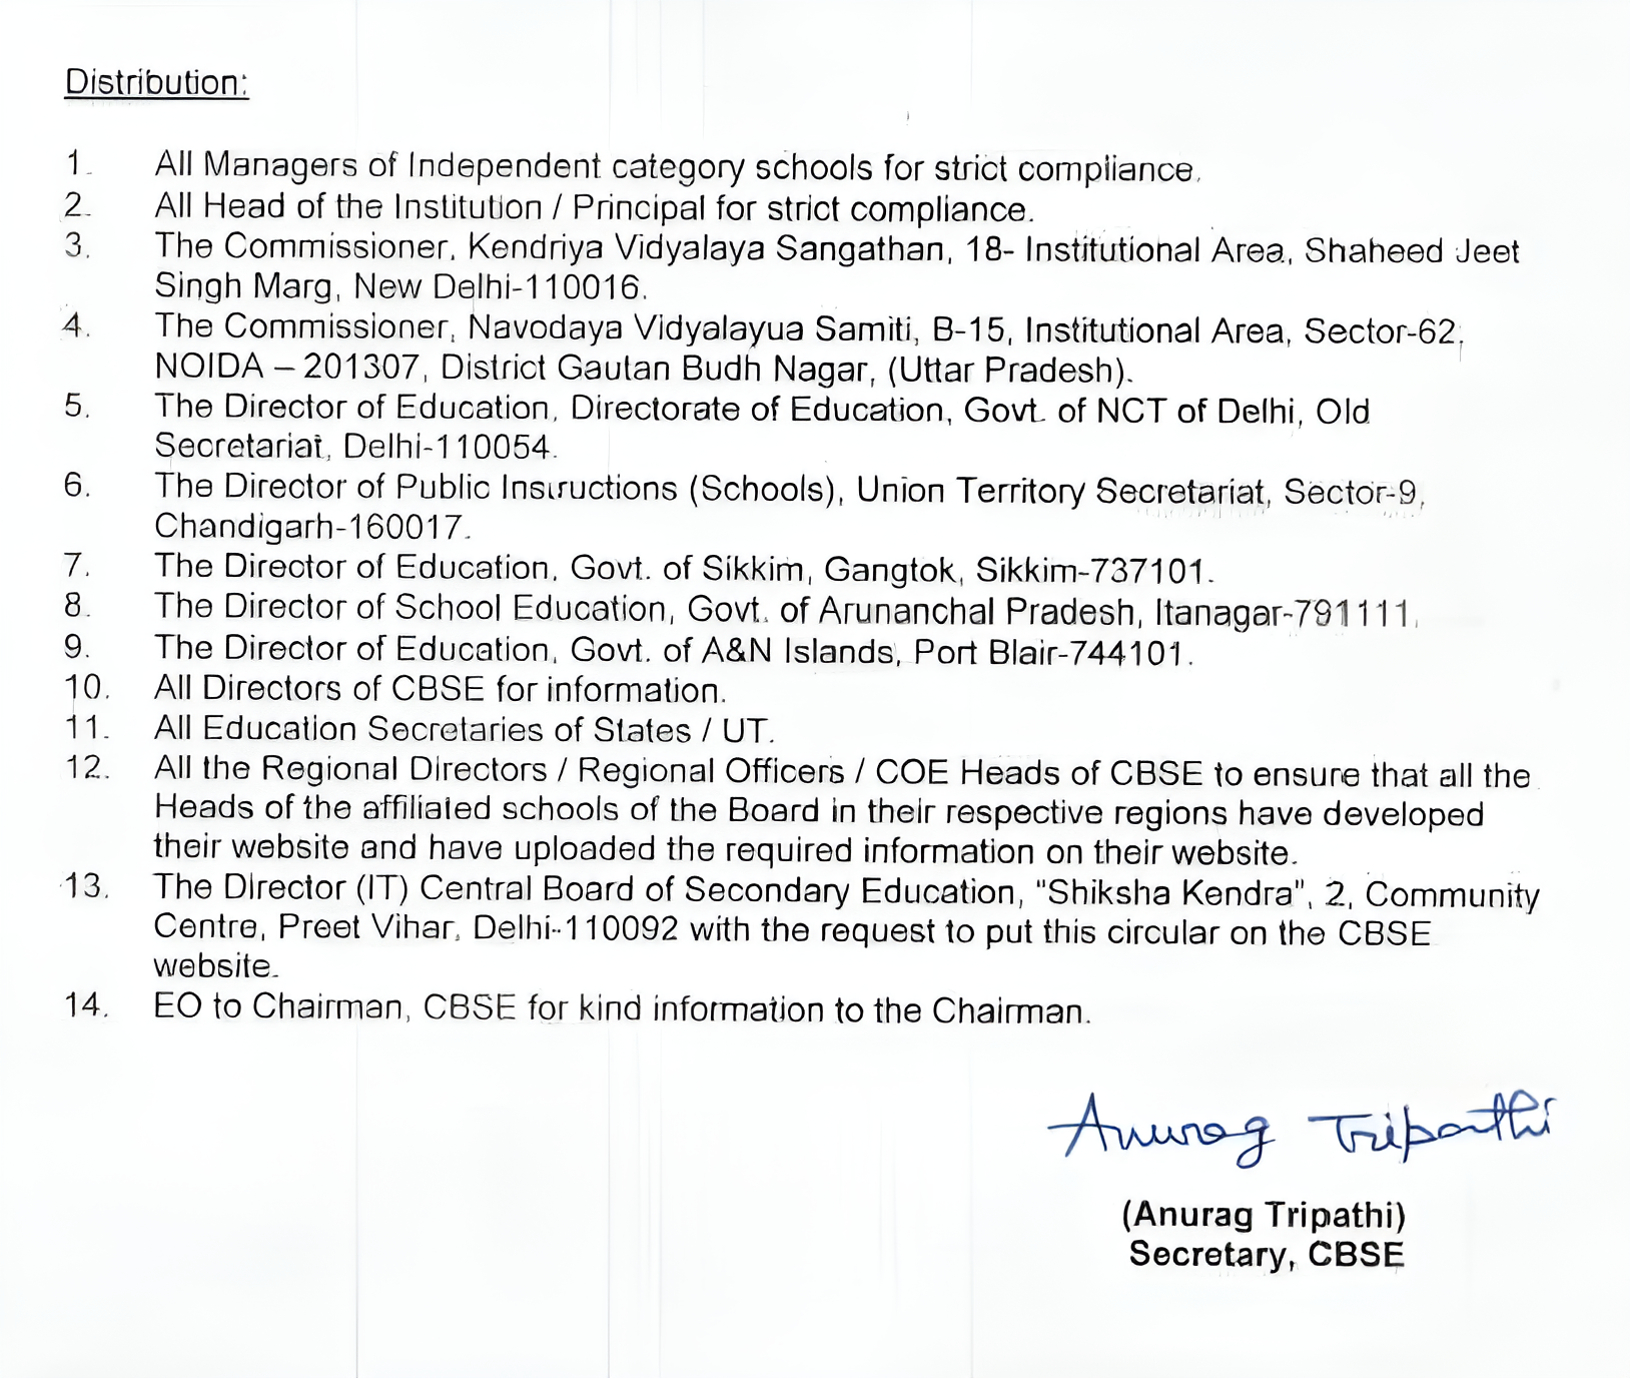 Distribution:
1. All Managers of Independent category schools for strict compliance.
2. All Head of the Institution / Principal for strict compliance.
3. The Commissioner, Kendriya Vidyalaya Sangathan, 18- Institutional Area, Shaheed Jeet
Singh Marg, New Delhi-110016.
4. The Commissioner, Navodaya Vidyalayua Samiti, B-15, Institutional Area, Sector-62,
NOIDA – 201307, District Gautan Budh Nagar, (Uttar Pradesh).
5. The Director of Education, Directorate of Education, Govt. of NCT of Delhi, Old
Secretariat, Delhi-110054.
6. The Director of Public Instructions (Schools), Union Territory Secretariat, Sector-9,
Chandigarh-160017.
7. The Director of Education, Govt. of Sikkim, Gangtok, Sikkim-737101.
8. The Director of School Education, Govt. of Arunanchal Pradesh, Itanagar-791111.
9. The Director of Education, Govt. of A&N Islands, Port Blair-744101.
10. All Directors of CBSE for information.
11. All Education Secretaries of States / UT.
12. All the Regional Directors / Regional Officers / COE Heads of CBSE to ensure that all the
Heads of the affiliated schools of the Board in their respective regions have developed
their website and have uploaded the required information on their website.
13. The Director (IT) Central Board of Secondary Education, "Shiksha Kendra", 2, Community
Centre, Preet Vihar, Delhi-110092 with the request to put this circular on the CBSE
website.
14. EO to Chairman, CBSE for kind information to the Chairman.
Anurag Tripathi
(Anurag Tripathi)
Secretary, CBSE